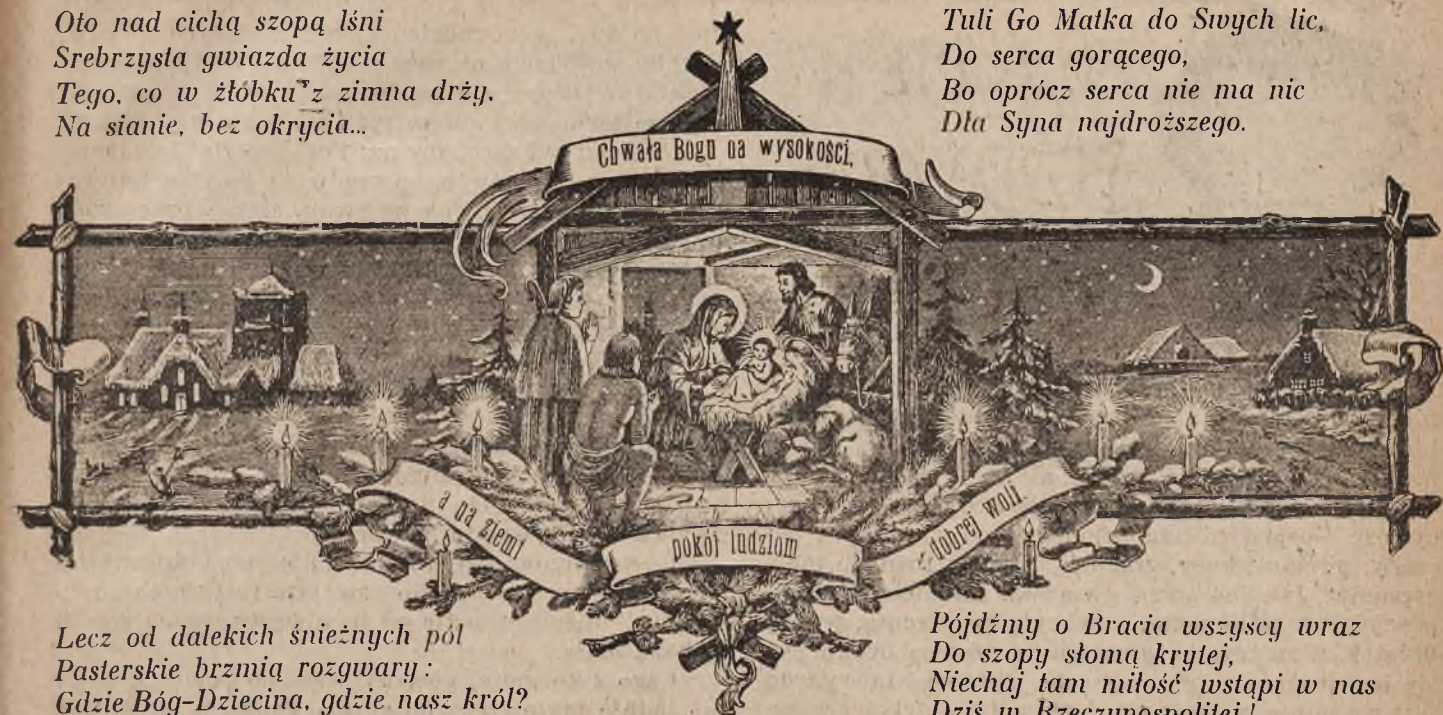 Oto nad cichą szopą lśni
Srebrzysta gwiazda życia
Tego, co w żłóbku z zimna drży,
Na sianie, bez okrycia...
Tuli Go Matka do Swych lic,
Do serca gorącego,
Bo oprócz serca nie ma nic
Dla Syna najdroższego.
Chwała Bogu na wysokości,
a na ziemi
pokój ludziom
dobrej woli.
Lecz od dalekich śnieżnych pól
Pasterskie brzmią rozgwary:
Gdzie Bóg-Dziecina, gdzie nasz król?
Pójdźmy o Bracia wszyscy wraz
Do szopy słomą krytej,
Niechaj tam miłość wstąpi w nas
Dziś w Rzeczypospolitej!